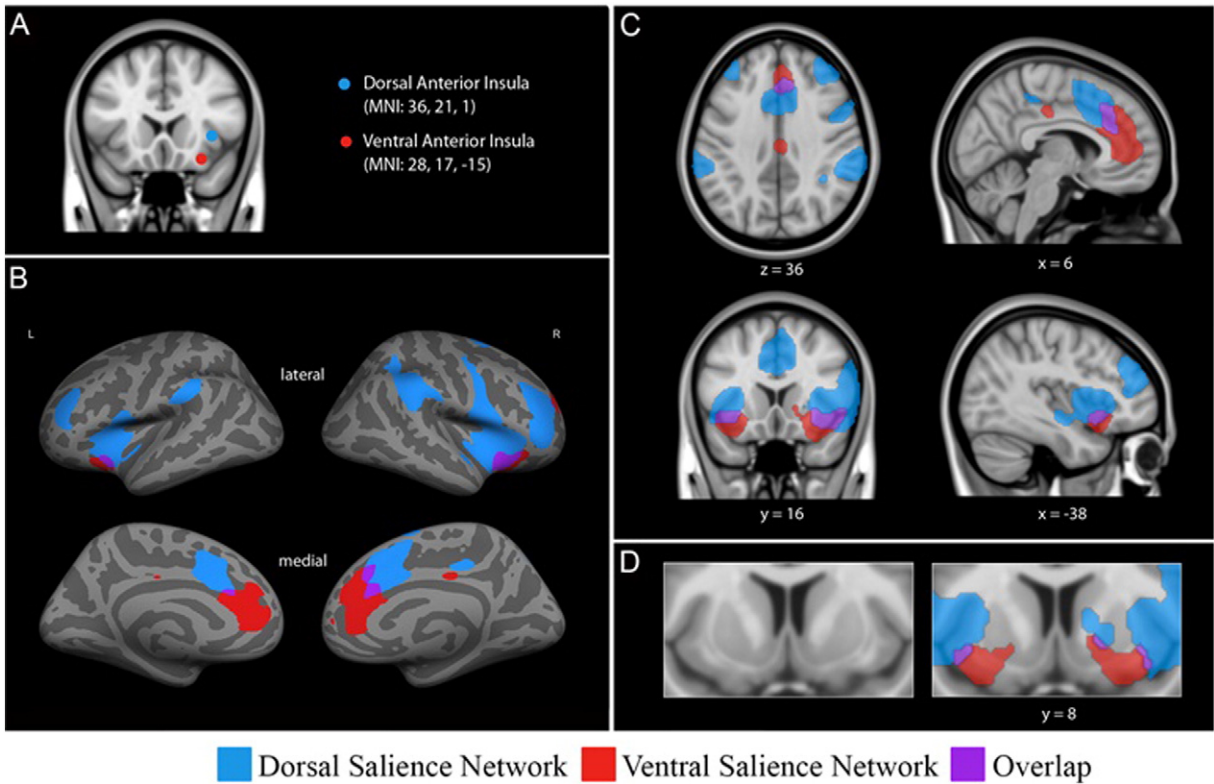 A
Dorsal Anterior Insula
(MNI: 36, 21, 1)
Ventral Anterior Insula
(MNI: 28, 17, -15)
B
L
R
lateral
medial
C
z = 36
x = 6
y = 16
x = -38
D
y = 8
Dorsal Salience Network
Ventral Salience Network
Overlap